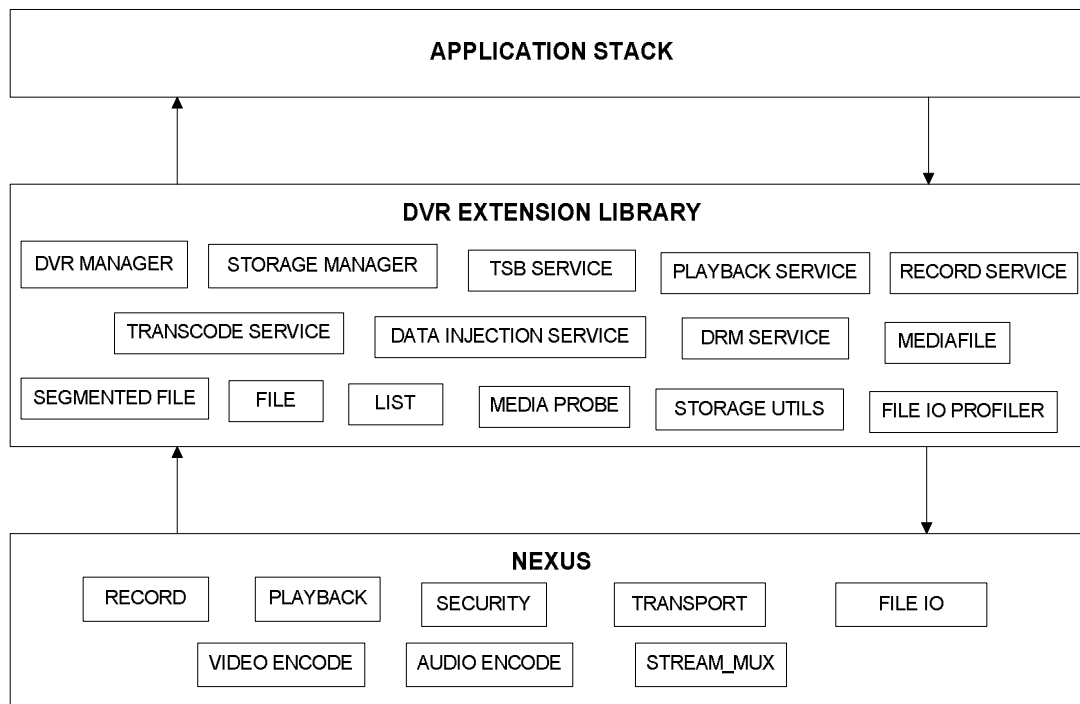 APPLICATION STACK
DVR EXTENSION LIBRARY
DVR MANAGER
STORAGE MANAGER
TSB SERVICE
PLAYBACK SERVICE
RECORD SERVICE
TRANSCODE SERVICE
DATA INJECTION SERVICE
DRM SERVICE
MEDIAFILE
SEGMENTED FILE
FILE
LIST
MEDIA PROBE
STORAGE UTILS
FILE IO PROFILER
NEXUS
RECORD
PLAYBACK
SECURITY
TRANSPORT
FILE IO
VIDEO ENCODE
AUDIO ENCODE
STREAM_MUX